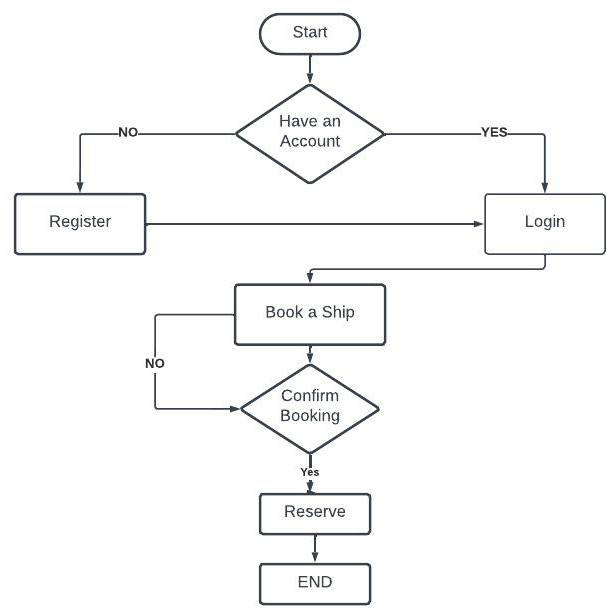 Start
Have an
Account
NO
YES
Register
Login
Book a Ship
NO
Confirm
Booking
Yes
Reserve
END